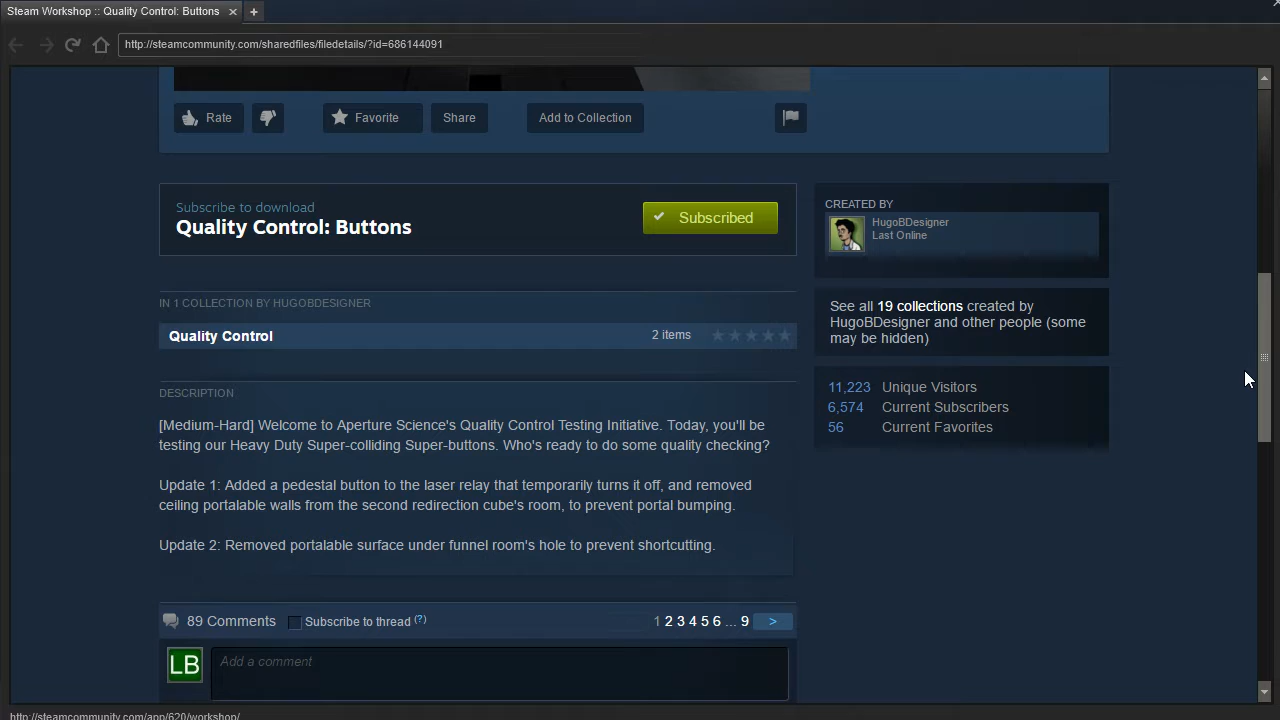 Steam Workshop :: Quality Control: Buttons
http://steamcommunity.com/sharedfiles/filedetails/?id=686144091
Rate
Favorite
Share
Add to Collection
Subscribe to download
Quality Control: Buttons
Subscribed
CREATED BY
HugoBDesigner
Last Online
IN 1 COLLECTION BY HUGOBDESIGNER
Quality Control
2 items
See all 19 collections created by
HugoBDesigner and other people (some
may be hidden)
11,223 Unique Visitors
6,574 Current Subscribers
56 Current Favorites
DESCRIPTION
[Medium-Hard] Welcome to Aperture Science's Quality Control Testing Initiative. Today, you'll be
testing our Heavy Duty Super-colliding Super-buttons. Who's ready to do some quality checking?
Update 1: Added a pedestal button to the laser relay that temporarily turns it off, and removed
ceiling portalable walls from the second redirection cube's room, to prevent portal bumping.
Update 2: Removed portalable surface under funnel room's hole to prevent shortcutting.
89 Comments
Subscribe to thread (?)
1 2 3 4 5 6 ... 9 >
LB
Add a comment
http://steamcommunity.com/app/620/workshop/